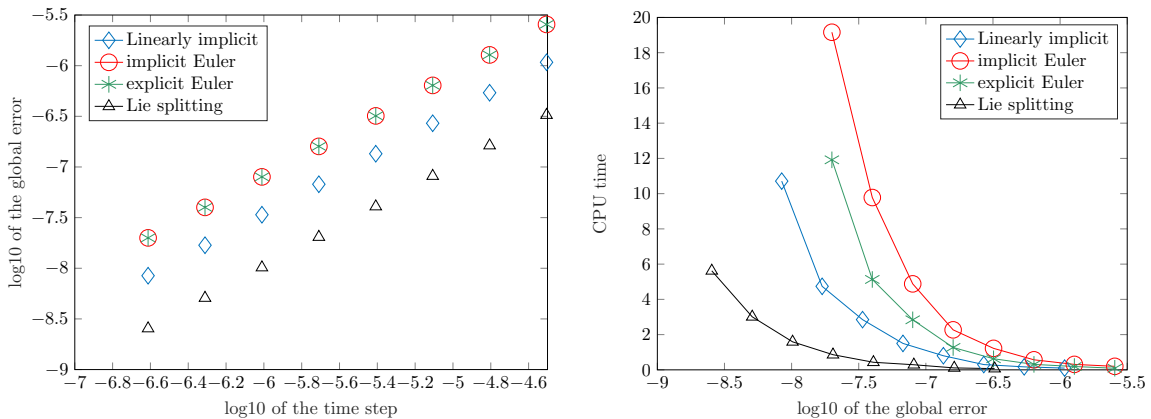 −5.5
−6
−6.5
−7
−7.5
−8
−8.5
−9
log10 of the global error
Linearly implicit
implicit Euler
explicit Euler
Lie splitting
−7 −6.8 −6.6 −6.4 −6.2 −6 −5.8 −5.6 −5.4 −5.2 −5 −4.8 −4.6
log10 of the time step
20
18
16
14
12
10
8
6
4
2
0
CPU time
Linearly implicit
implicit Euler
explicit Euler
Lie splitting
−9 −8.5 −8 −7.5 −7 −6.5 −6 −5.5
log10 of the global error